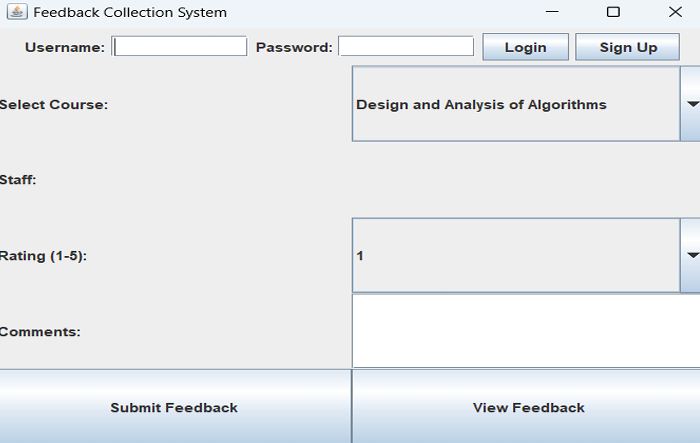 Feedback Collection System
Username: Password: Login Sign Up
Select Course: Design and Analysis of Algorithms
Staff:
Rating (1-5): 1
Comments:
Submit Feedback View Feedback